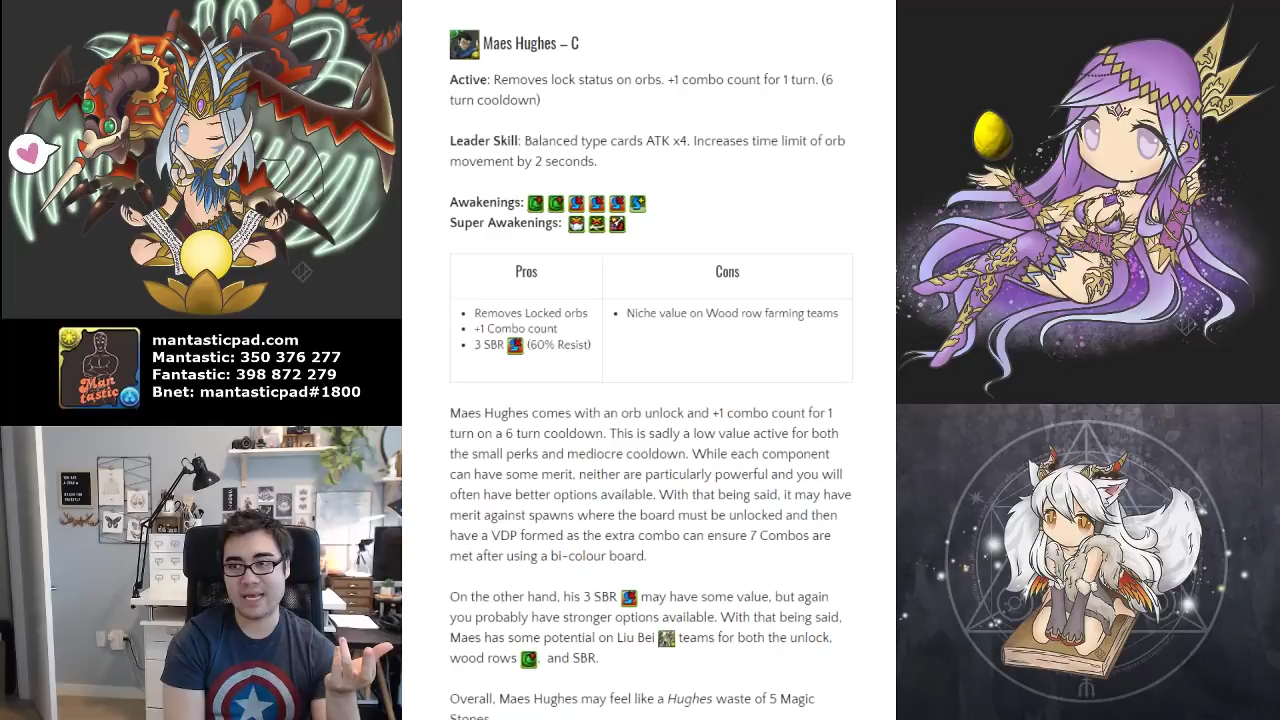 Maes Hughes – C
Active: Removes lock status on orbs. +1 combo count for 1 turn. (6
turn cooldown)
Leader Skill: Balanced type cards ATK x4. Increases time limit of orb
movement by 2 seconds.
Awakenings:
Super Awakenings:
Pros
Cons
• Removes Locked orbs
• +1 Combo count
• 3 SBR (60% Resist)
• Niche value on Wood row farming teams
Maes Hughes comes with an orb unlock and +1 combo count for 1
turn on a 6 turn cooldown. This is sadly a low value active for both
the small perks and mediocre cooldown. While each component
can have some merit, neither are particularly powerful and you will
often have better options available. With that being said, it may have
merit against spawns where the board must be unlocked and then
have a VDP formed as the extra combo can ensure 7 Combos are
met after using a bi-colour board.
On the other hand, his 3 SBR may have some value, but again
you probably have stronger options available. With that being said,
Maes has some potential on Liu Bei teams for both the unlock,
wood rows , and SBR.
Overall, Maes Hughes may feel like a Hughes waste of 5 Magic
Stones
Man
tastic
mantasticpad.com
Mantastic: 350 376 277
Fantastic: 398 872 279
Bnet: mantasticpad#1800